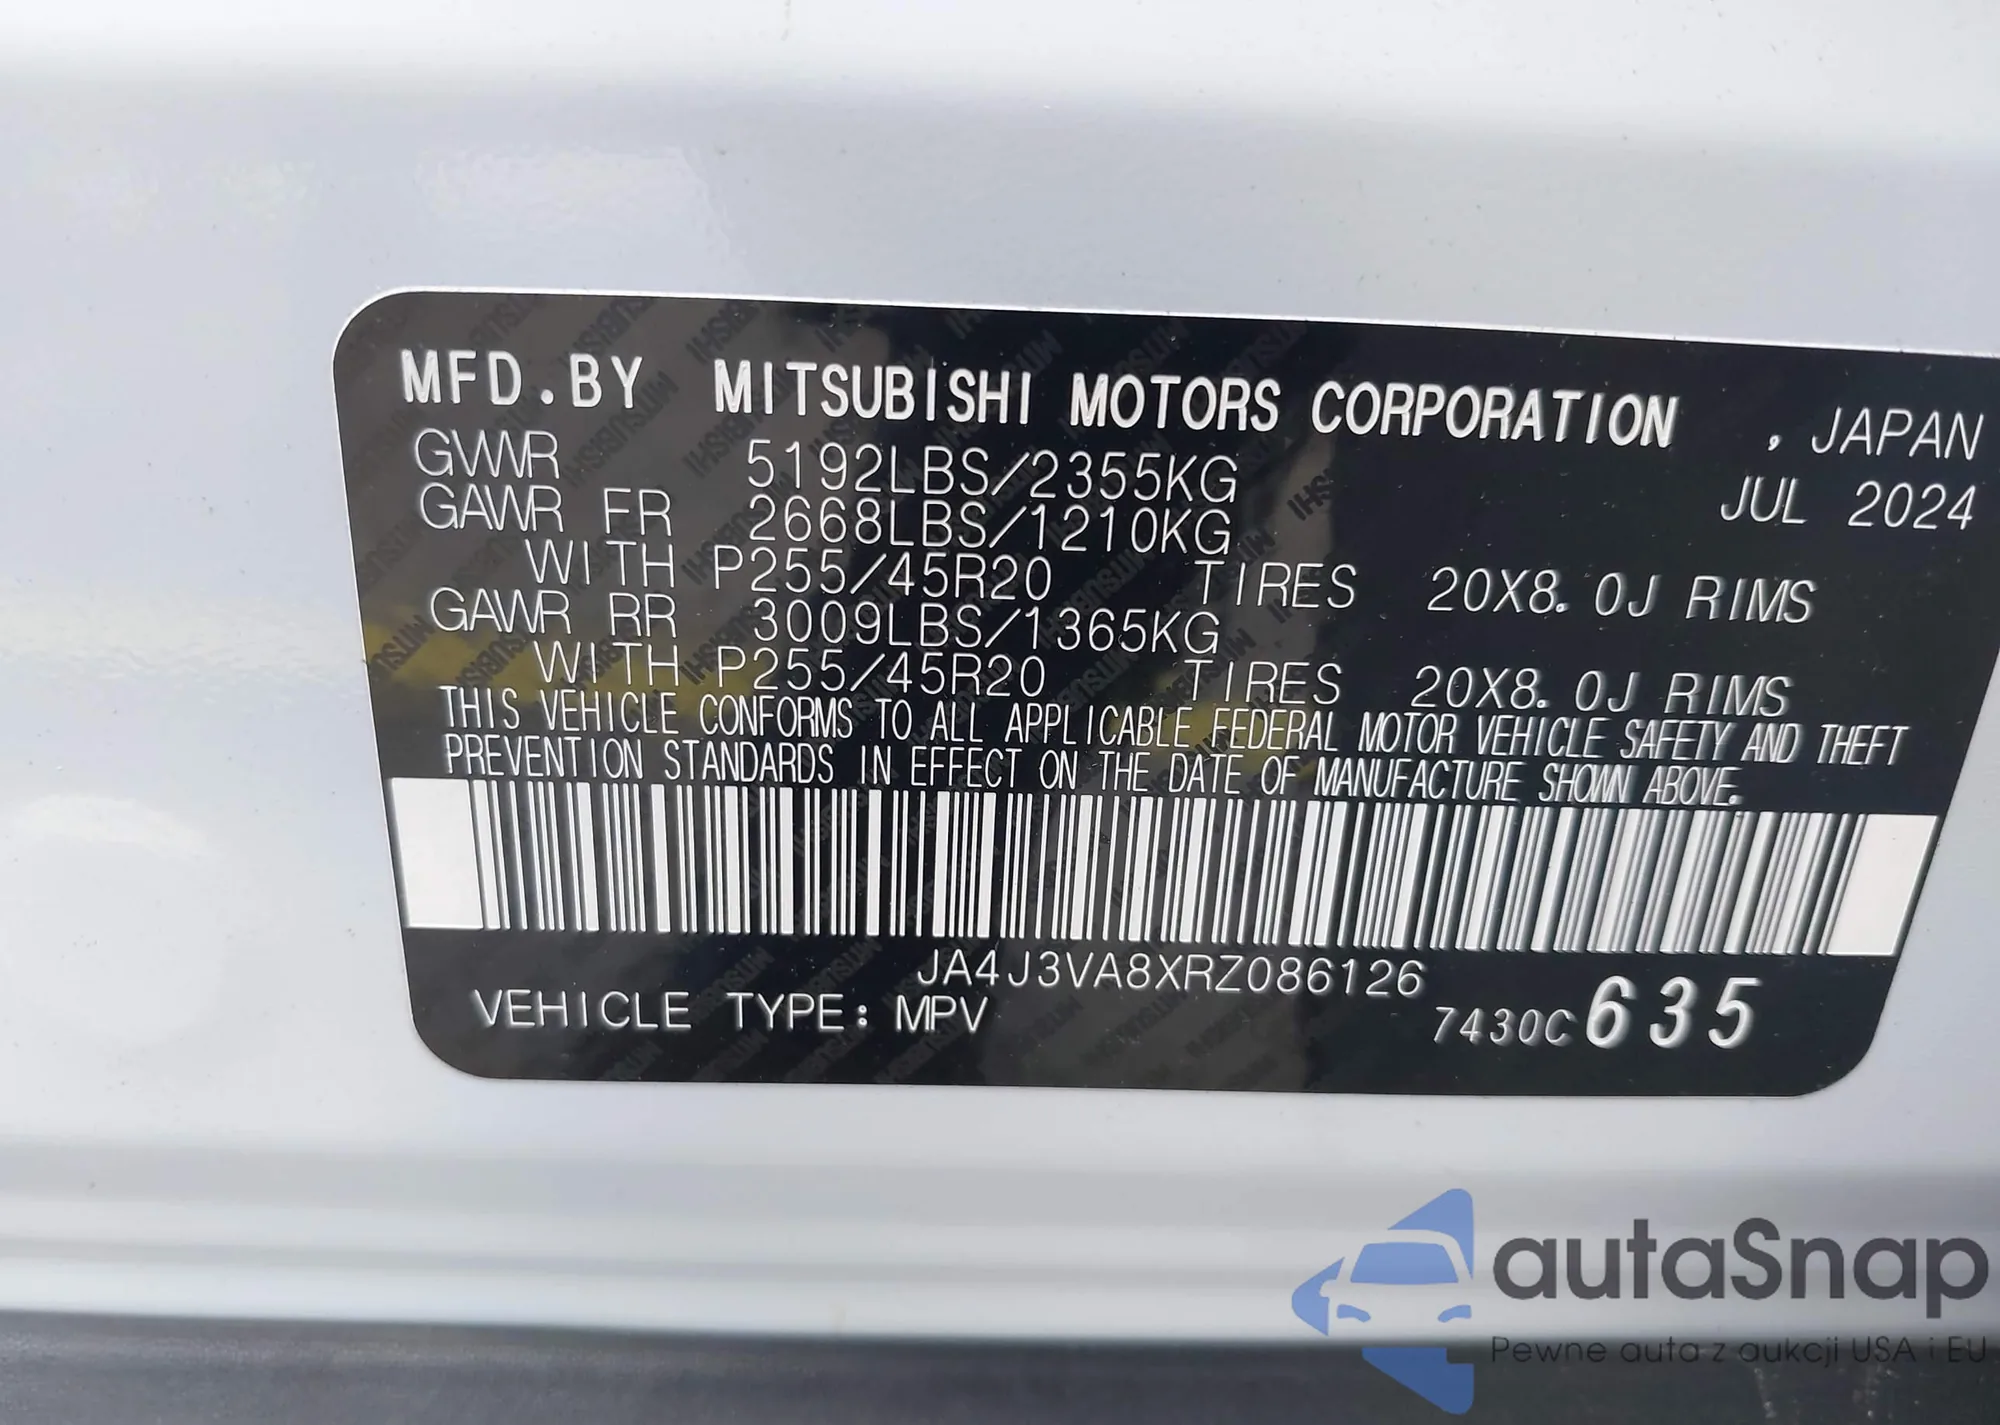 MFD.BY MITSUBISHI MOTORS CORPORATION , JAPAN
GVWR 5192LBS/2355KG JUL 2024
GAWR FR 2668LBS/1210KG
WITH P255/45R20 TIRES 20X8.0J RIMS
GAWR RR 3009LBS/1365KG
WITH P255/45R20 TIRES 20X8.0J RIMS
THIS VEHICLE CONFORMS TO ALL APPLICABLE FEDERAL MOTOR VEHICLE SAFETY AND THEFT
PREVENTION STANDARDS IN EFFECT ON THE DATE OF MANUFACTURE SHOWN ABOVE.
JA4J3VA8XRZ086126
VEHICLE TYPE: MPV 7430C 635
autaSnap
Pewne auta z aukcji USA i EU